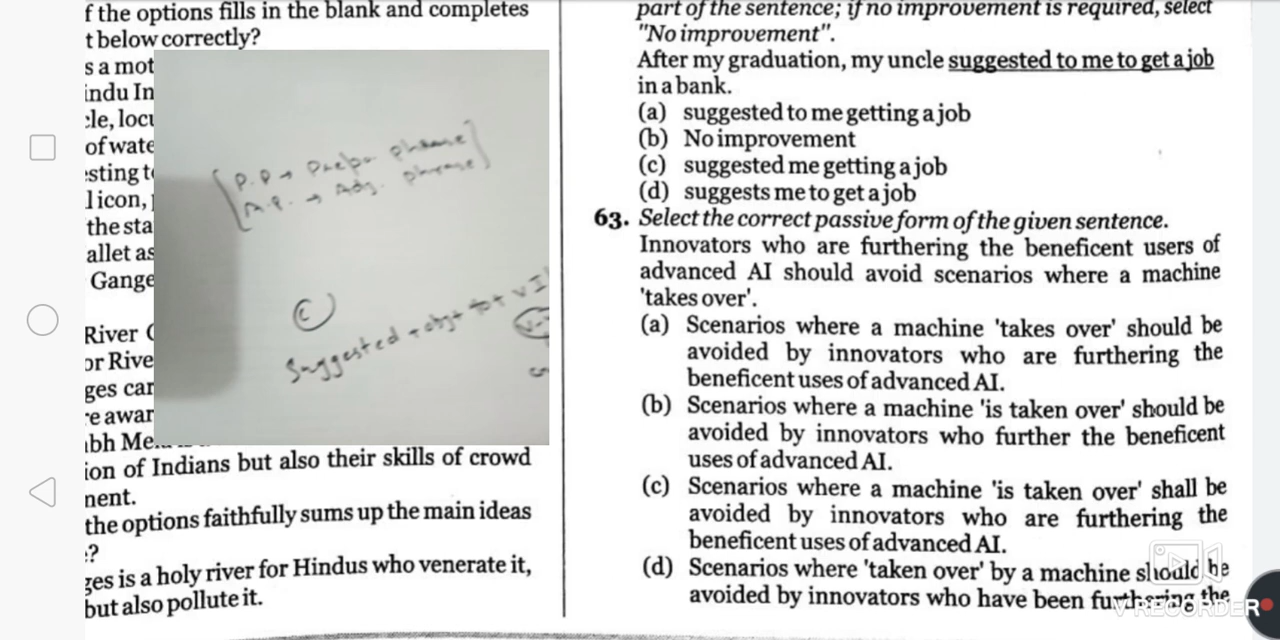 f the options fills in the blank and completes
t below correctly?
s a mot
indu In
cle, locu
of wate
esting t
l icon,
the sta
allet as
Gange
River
or Rive
ges car
e awar
bh Me
ion of Indians but also their skills of crowd
nent.
the options faithfully sums up the main ideas
?
ges is a holy river for Hindus who venerate it,
but also pollute it.
P.P → Prepo phrase
A.P. → Adj. phrase
C
Suggested + obj + to + VI
part of the sentence; if no improvement is required, select
"No improvement".
After my graduation, my uncle suggested to me to get a job
in a bank.
(a) suggested to me getting a job
(b) No improvement
(c) suggested me getting a job
(d) suggests me to get a job
63. Select the correct passive form of the given sentence.
Innovators who are furthering the beneficent users of
advanced AI should avoid scenarios where a machine
'takes over'.
(a) Scenarios where a machine 'takes over' should be
avoided by innovators who are furthering the
beneficent uses of advanced AI.
(b) Scenarios where a machine 'is taken over' should be
avoided by innovators who further the beneficent
uses of advanced AI.
(c) Scenarios where a machine 'is taken over' shall be
avoided by innovators who are furthering the
beneficent uses of advanced AI.
(d) Scenarios where 'taken over' by a machine should be
avoided by innovators who have been furthering the
V RECORDER